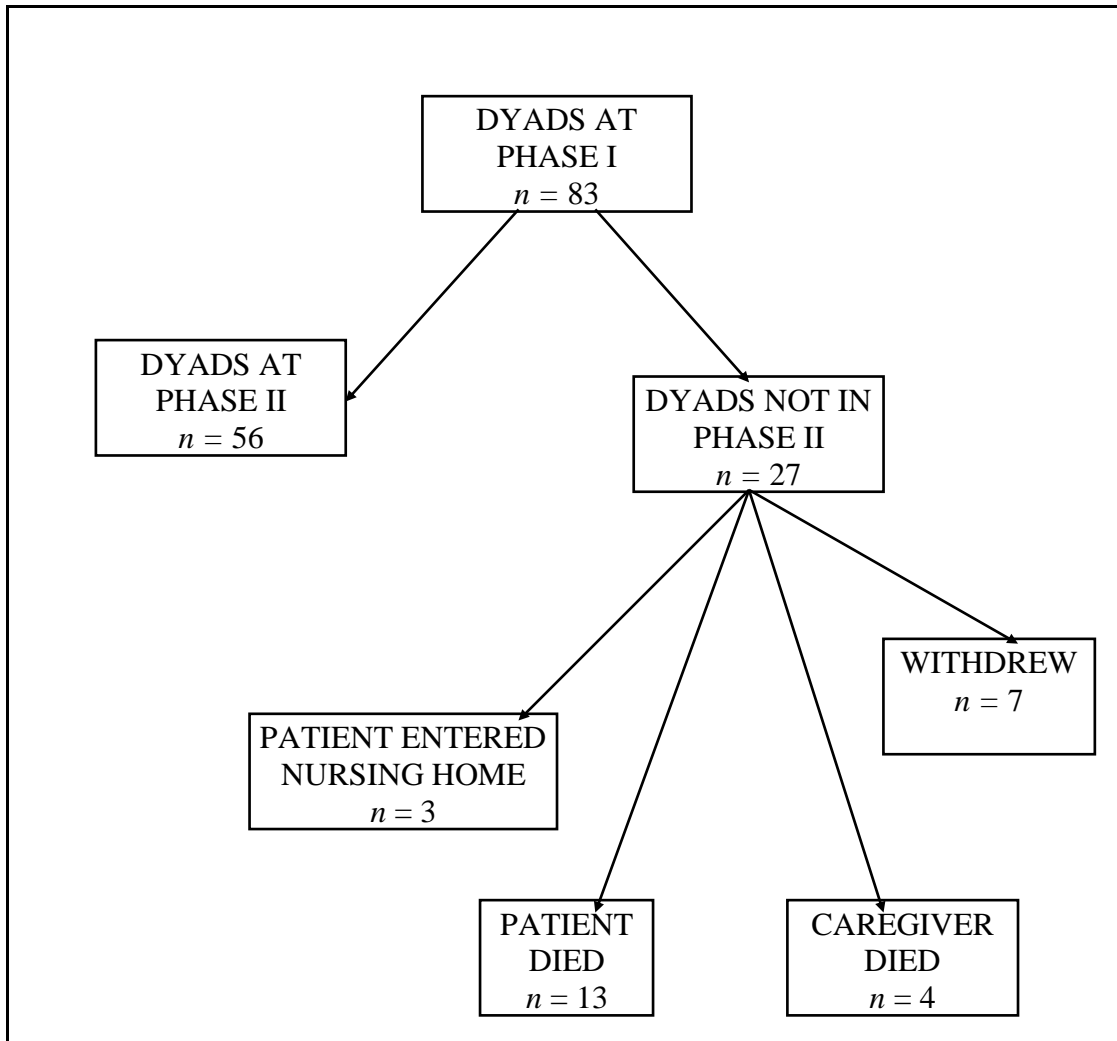 DYADS AT
PHASE I
n = 83
DYADS AT
PHASE II
n = 56
DYADS NOT IN
PHASE II
n = 27
WITHDREW
n = 7
PATIENT ENTERED
NURSING HOME
n = 3
PATIENT
DIED
n = 13
CAREGIVER
DIED
n = 4